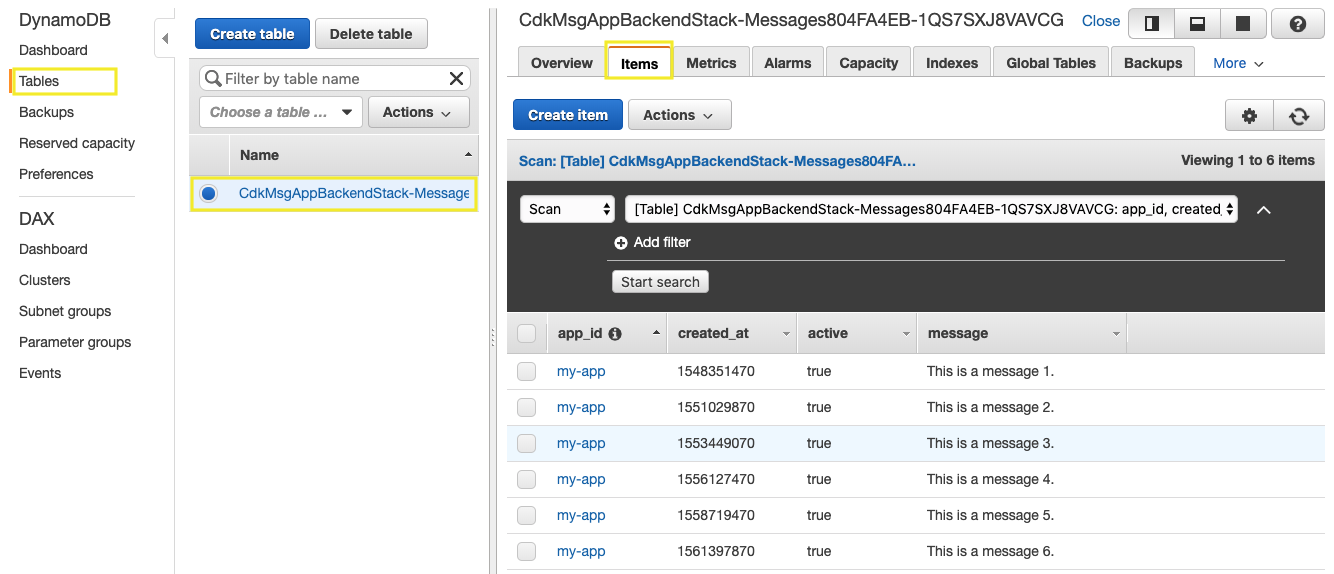 DynamoDB
Dashboard
Tables
Backups
Reserved capacity
Preferences
DAX
Dashboard
Clusters
Subnet groups
Parameter groups
Events
Create table Delete table
Filter by table name
Choose a table ... Actions
Name
CdkMsgAppBackendStack-Message
CdkMsgAppBackendStack-Messages804FA4EB-1QS7SXJ8VAVCG Close
Overview Items Metrics Alarms Capacity Indexes Global Tables Backups More
Create item Actions
Scan: [Table] CdkMsgAppBackendStack-Messages804FA... Viewing 1 to 6 items
Scan [Table] CdkMsgAppBackendStack-Messages804FA4EB-1QS7SXJ8VAVCG: app_id, created_
Add filter
Start search
app_id created_at active message
my-app 1548351470 true This is a message 1.
my-app 1551029870 true This is a message 2.
my-app 1553449070 true This is a message 3.
my-app 1556127470 true This is a message 4.
my-app 1558719470 true This is a message 5.
my-app 1561397870 true This is a message 6.